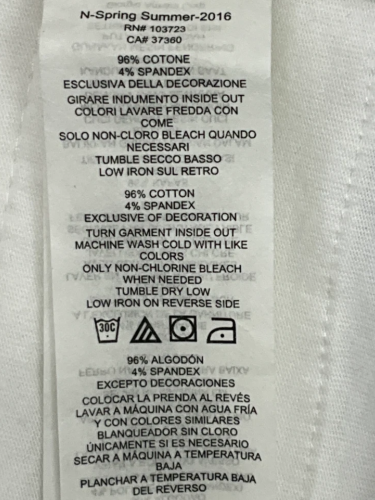 N-Spring Summer-2016
RN# 103723
CA# 37360
96% COTONE
4% SPANDEX
ESCLUSIVA DELLA DECORAZIONE
GIRARE INDUMENTO INSIDE OUT
COLORI LAVARE FREDDA CON
COME
SOLO NON-CLORO BLEACH QUANDO
NECESSARI
TUMBLE SECCO BASSO
LOW IRON SUL RETRO
96% COTTON
4% SPANDEX
EXCLUSIVE OF DECORATION
TURN GARMENT INSIDE OUT
MACHINE WASH COLD WITH LIKE
COLORS
ONLY NON-CHLORINE BLEACH
WHEN NEEDED
TUMBLE DRY LOW
LOW IRON ON REVERSE SIDE
30C
96% ALGODÓN
4% SPANDEX
EXCEPTO DECORACIONES
COLOCAR LA PRENDA AL REVÉS
LAVAR A MÁQUINA CON AGUA FRÍA
Y CON COLORES SIMILARES
BLANQUEADOR SIN CLORO
ÚNICAMENTE SI ES NECESARIO
SECAR A MÁQUINA A TEMPERATURA
BAJA
PLANCHAR A TEMPERATURA BAJA
DEL REVERSO